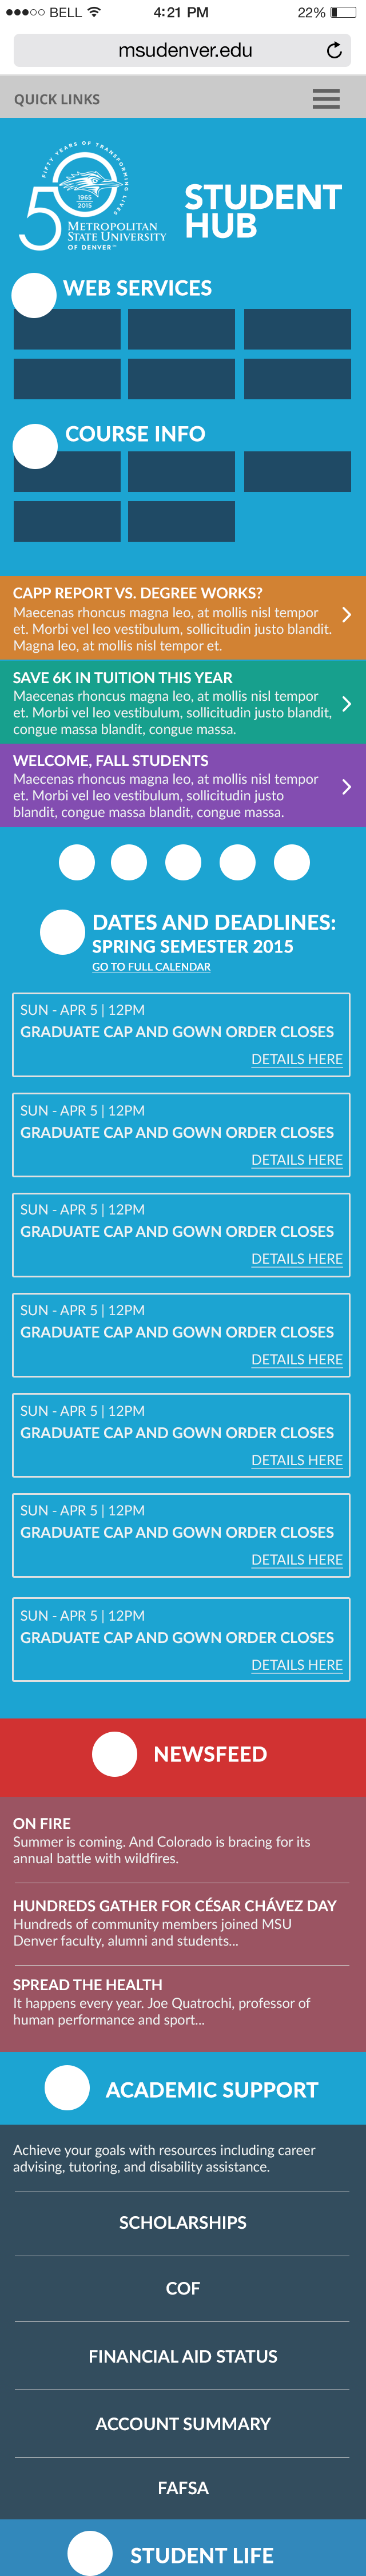 BELL
4:21 PM
22%
msudenver.edu
QUICK LINKS
FIFTY YEARS OF TRANSFORMING LIVES
50
1965
2015
METROPOLITAN
STATE UNIVERSITY
OF DENVER
STUDENT
HUB
WEB SERVICES
COURSE INFO
CAPP REPORT VS. DEGREE WORKS?
Maecenas rhoncus magna leo, at mollis nisl tempor
et. Morbi vel leo vestibulum, sollicitudin justo blandit.
Magna leo, at mollis nisl tempor et.
SAVE 6K IN TUITION THIS YEAR
Maecenas rhoncus magna leo, at mollis nisl tempor
et. Morbi vel leo vestibulum, sollicitudin justo blandit,
congue massa blandit, congue massa.
WELCOME, FALL STUDENTS
Maecenas rhoncus magna leo, at mollis nisl tempor
et. Morbi vel leo vestibulum, sollicitudin justo
blandit, congue massa blandit, congue massa.
DATES AND DEADLINES:
SPRING SEMESTER 2015
GO TO FULL CALENDAR
SUN - APR 5 | 12PM
GRADUATE CAP AND GOWN ORDER CLOSES
DETAILS HERE
SUN - APR 5 | 12PM
GRADUATE CAP AND GOWN ORDER CLOSES
DETAILS HERE
SUN - APR 5 | 12PM
GRADUATE CAP AND GOWN ORDER CLOSES
DETAILS HERE
SUN - APR 5 | 12PM
GRADUATE CAP AND GOWN ORDER CLOSES
DETAILS HERE
SUN - APR 5 | 12PM
GRADUATE CAP AND GOWN ORDER CLOSES
DETAILS HERE
SUN - APR 5 | 12PM
GRADUATE CAP AND GOWN ORDER CLOSES
DETAILS HERE
SUN - APR 5 | 12PM
GRADUATE CAP AND GOWN ORDER CLOSES
DETAILS HERE
NEWSFEED
ON FIRE
Summer is coming. And Colorado is bracing for its
annual battle with wildfires.
HUNDREDS GATHER FOR CÉSAR CHÁVEZ DAY
Hundreds of community members joined MSU
Denver faculty, alumni and students...
SPREAD THE HEALTH
It happens every year. Joe Quatrochi, professor of
human performance and sport...
ACADEMIC SUPPORT
Achieve your goals with resources including career
advising, tutoring, and disability assistance.
SCHOLARSHIPS
COF
FINANCIAL AID STATUS
ACCOUNT SUMMARY
FAFSA
STUDENT LIFE